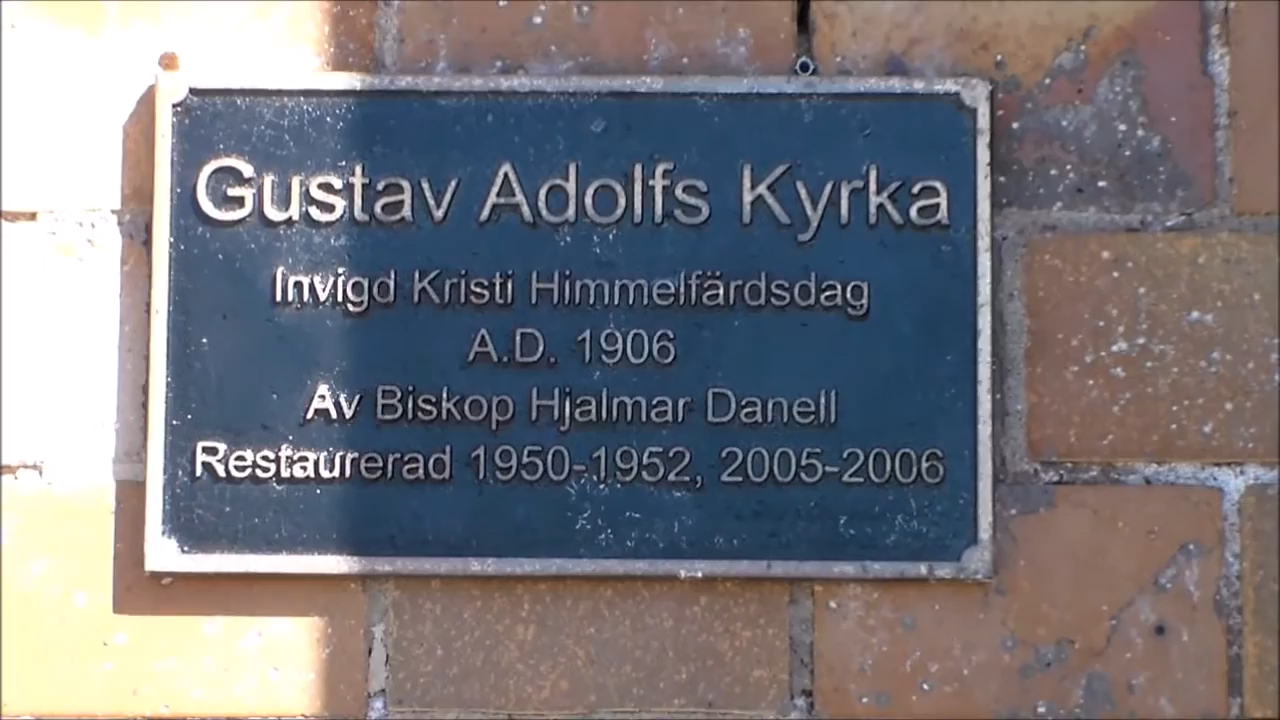 Gustav Adolfs Kyrka
Invigd Kristi Himmelfärdsdag
A.D. 1906
Av Biskop Hjalmar Danell
Restaurerad 1950-1952, 2005-2006